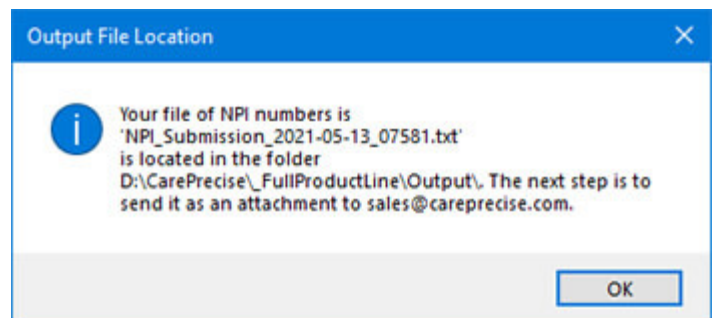 Output File Location
Your file of NPI numbers is
'NPI_Submission_2021-05-13_07581.txt'
is located in the folder
D:\CarePrecise\_FullProductLine\Output\. The next step is to
send it as an attachment to sales@careprecise.com.
OK